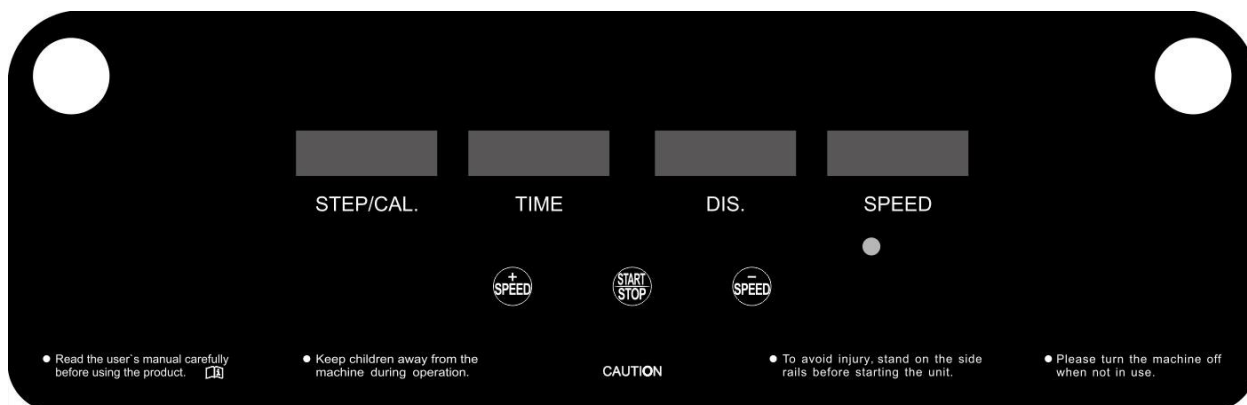 STEP/CAL.
TIME
DIS.
SPEED
+
SPEED
START
STOP
−
SPEED
● Read the user`s manual carefully
before using the product.
● Keep children away from the
machine during operation.
CAUTION
● To avoid injury, stand on the side
rails before starting the unit.
● Please turn the machine off
when not in use.